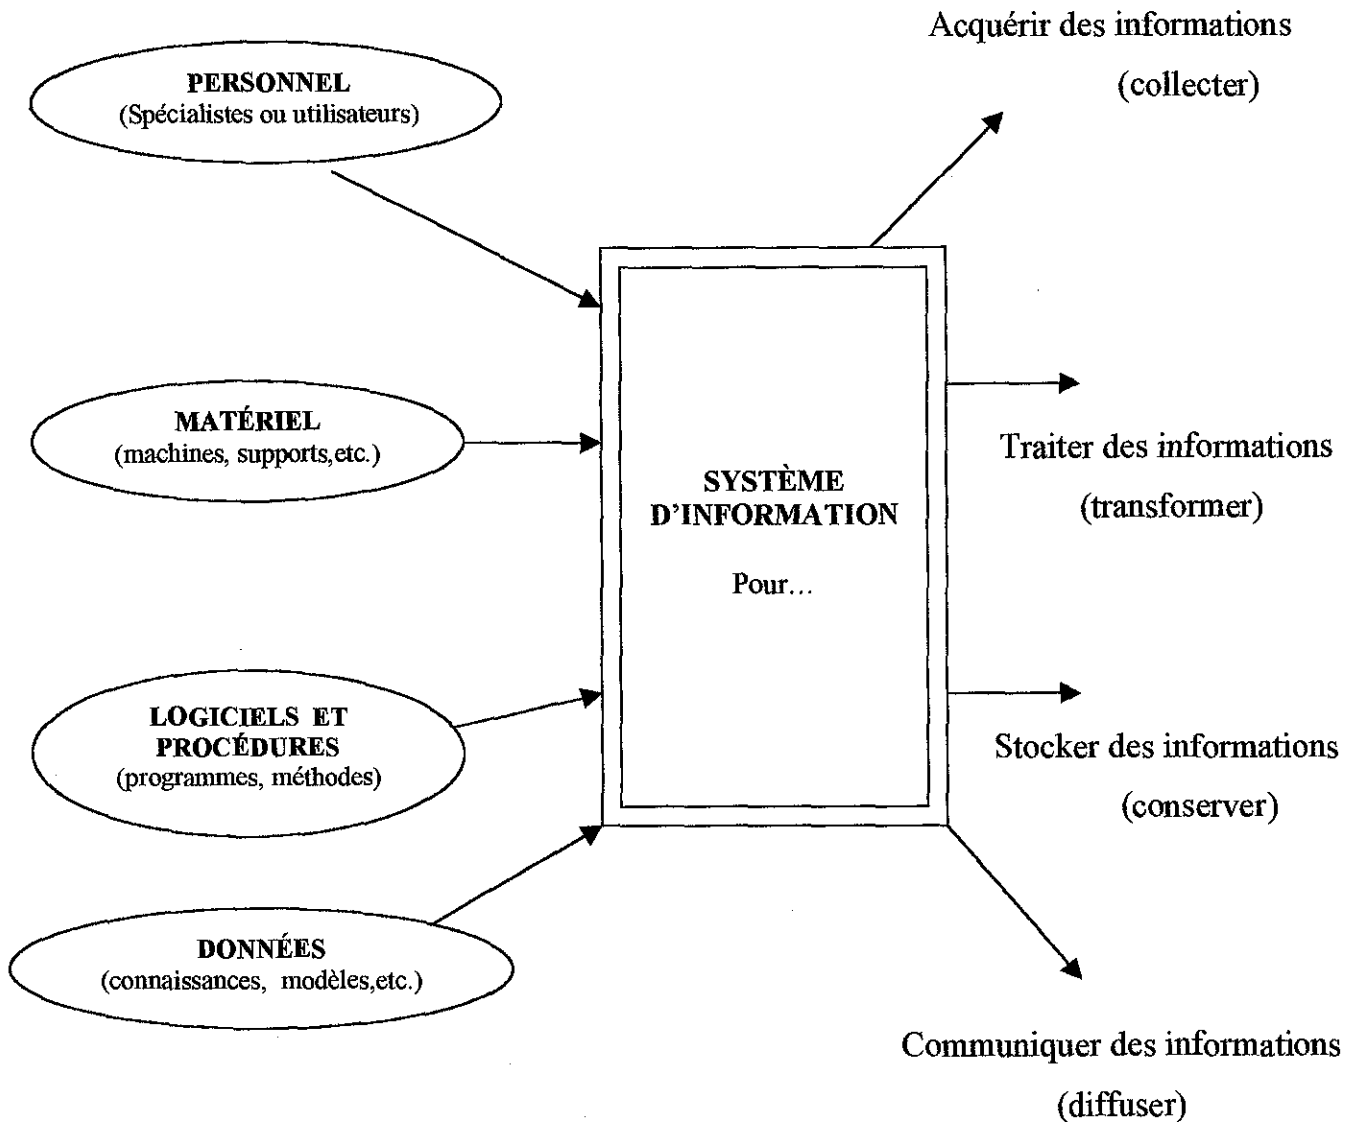 Acquérir des informations
(collecter)
PERSONNEL
(Spécialistes ou utilisateurs)
MATÉRIEL
(machines, supports,etc.)
Traiter des informations
(transformer)
SYSTÈME
D'INFORMATION
Pour...
LOGICIELS ET
PROCÉDURES
(programmes, méthodes)
Stocker des informations
(conserver)
DONNÉES
(connaissances, modèles,etc.)
Communiquer des informations
(diffuser)